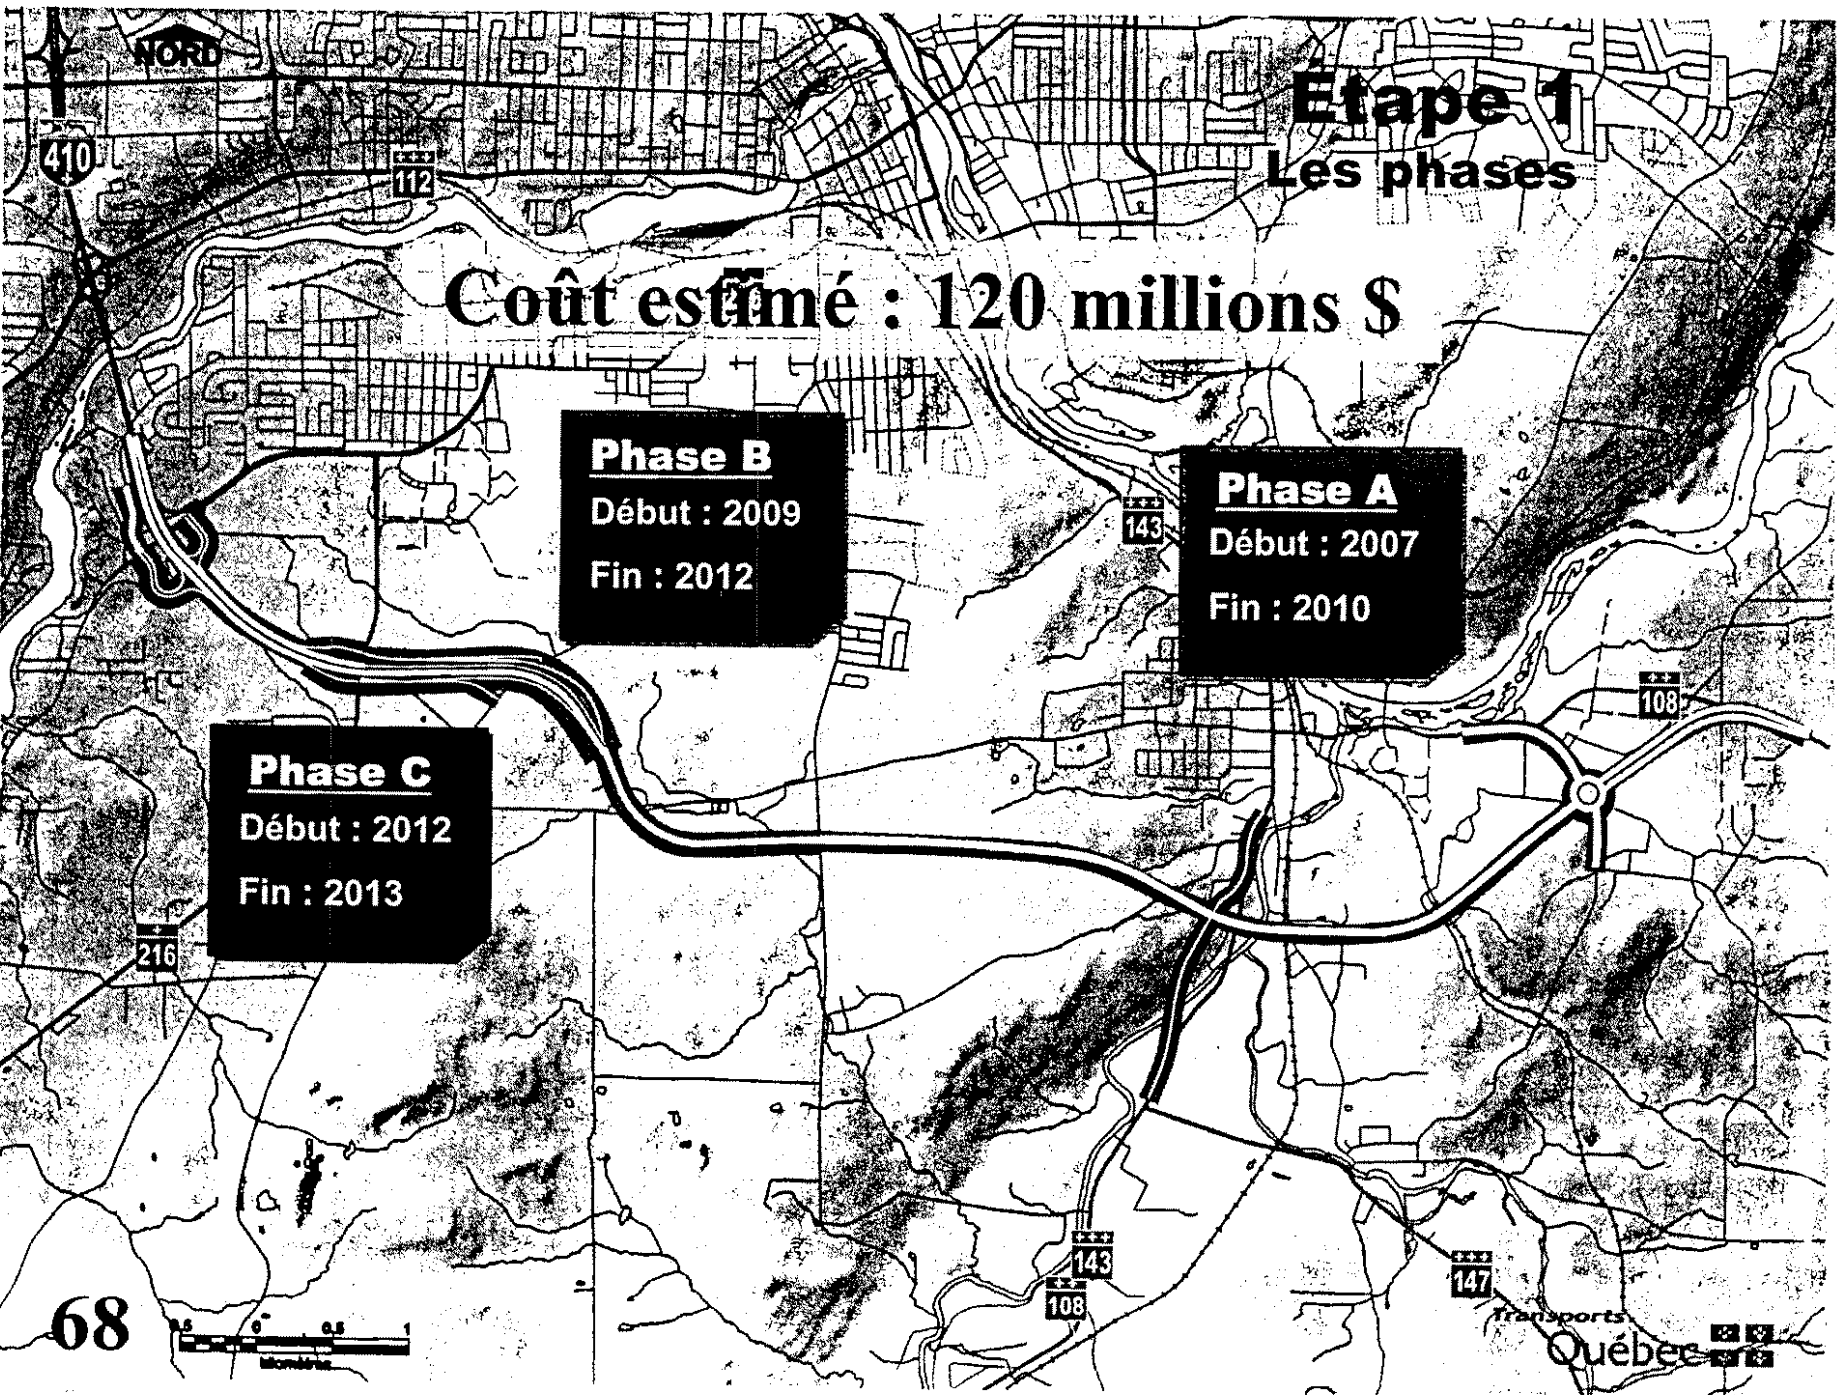 NORD
Étape 1
Les phases
410
112
Coût estimé : 120 millions $
Phase B
Début : 2009
Fin : 2012
Phase A
Début : 2007
Fin : 2010
143
108
Phase C
Début : 2012
Fin : 2013
216
143
108
147
68
0,5 0 0,5 1
kilomètres
Transports
Québec